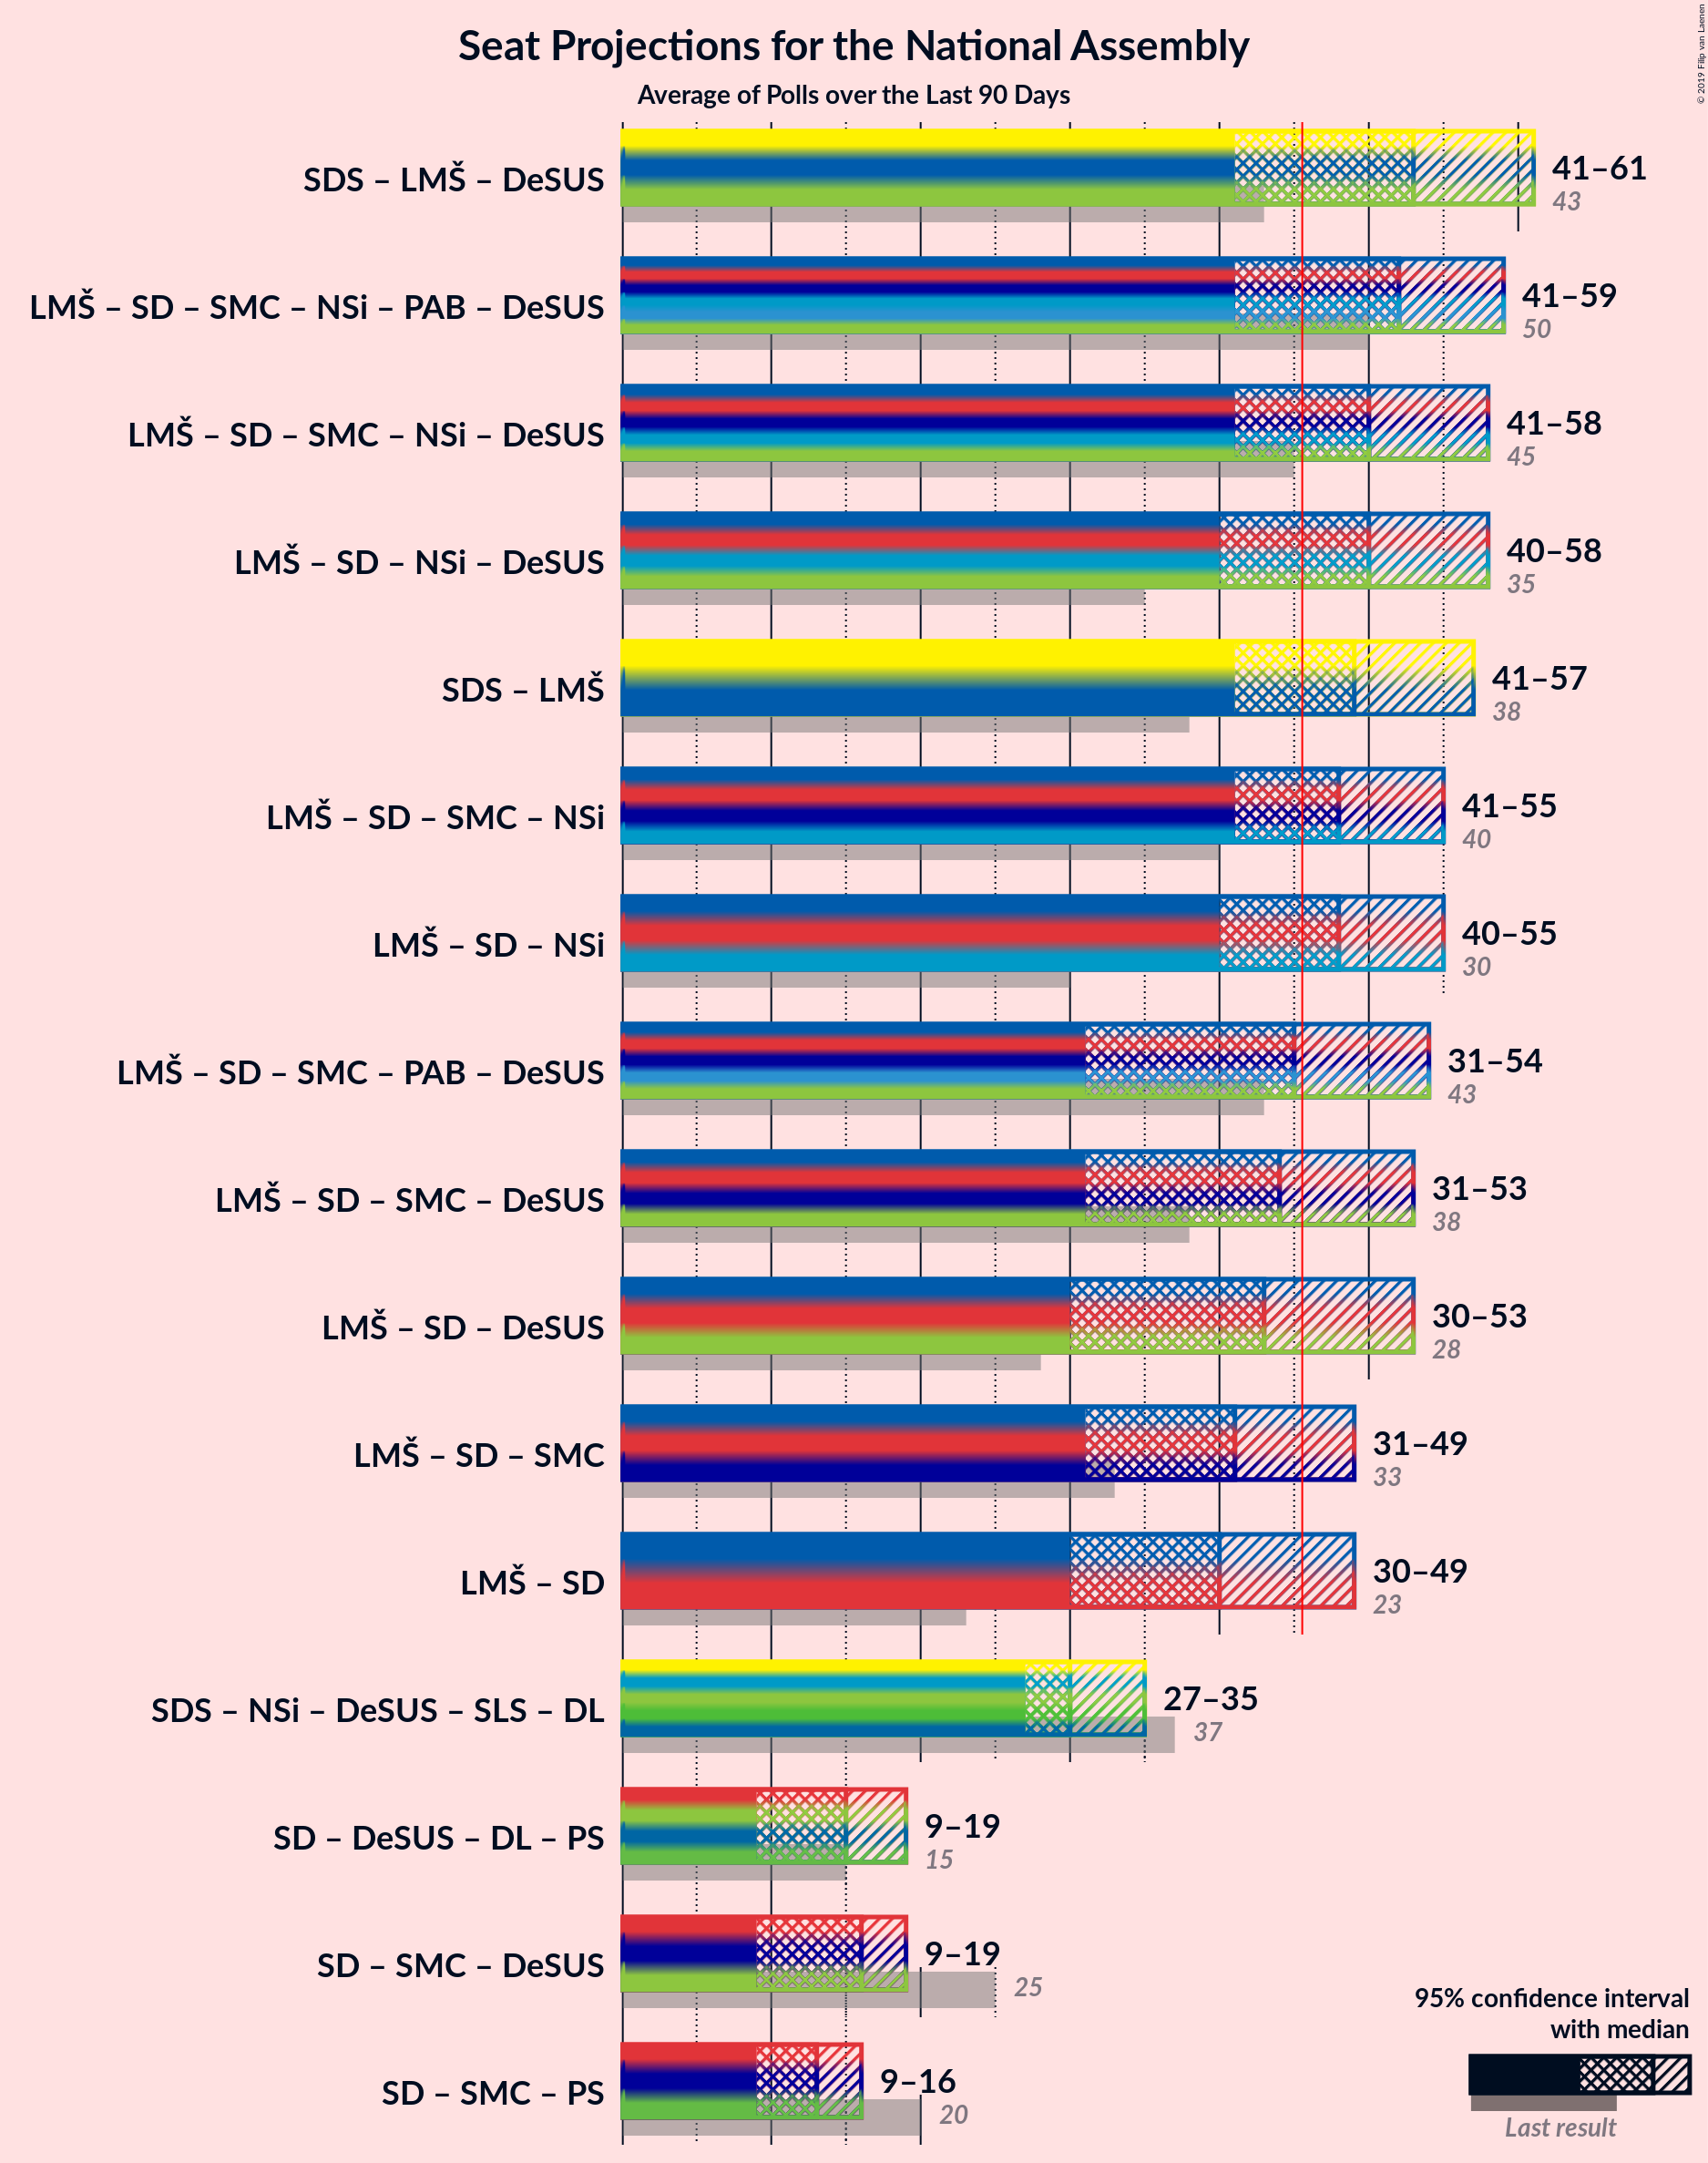 Seat Projections for the National Assembly
Average of Polls over the Last 90 Days
© 2019 Filip van Laenen
SDS – LMŠ – DeSUS
41–61
43
LMŠ – SD – SMC – NSi – PAB – DeSUS
41–59
50
LMŠ – SD – SMC – NSi – DeSUS
41–58
45
LMŠ – SD – NSi – DeSUS
40–58
35
SDS – LMŠ
41–57
38
LMŠ – SD – SMC – NSi
41–55
40
LMŠ – SD – NSi
40–55
30
LMŠ – SD – SMC – PAB – DeSUS
31–54
43
LMŠ – SD – SMC – DeSUS
31–53
38
LMŠ – SD – DeSUS
30–53
28
LMŠ – SD – SMC
31–49
33
LMŠ – SD
30–49
23
SDS – NSi – DeSUS – SLS – DL
27–35
37
SD – DeSUS – DL – PS
9–19
15
SD – SMC – DeSUS
9–19
25
SD – SMC – PS
9–16
20
95% confidence interval
with median
Last result